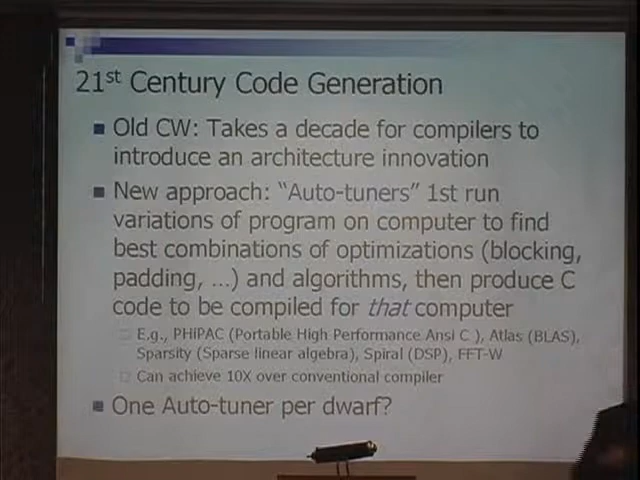 21st Century Code Generation
Old CW: Takes a decade for compilers to
introduce an architecture innovation
New approach: "Auto-tuners" 1st run
variations of program on computer to find
best combinations of optimizations (blocking,
padding, ...) and algorithms, then produce C
code to be compiled for that computer
E.g., PHiPAC (Portable High Performance Ansi C ), Atlas (BLAS),
Sparsity (Sparse linear algebra), Spiral (DSP), FFT-W
Can achieve 10X over conventional compiler
One Auto-tuner per dwarf?